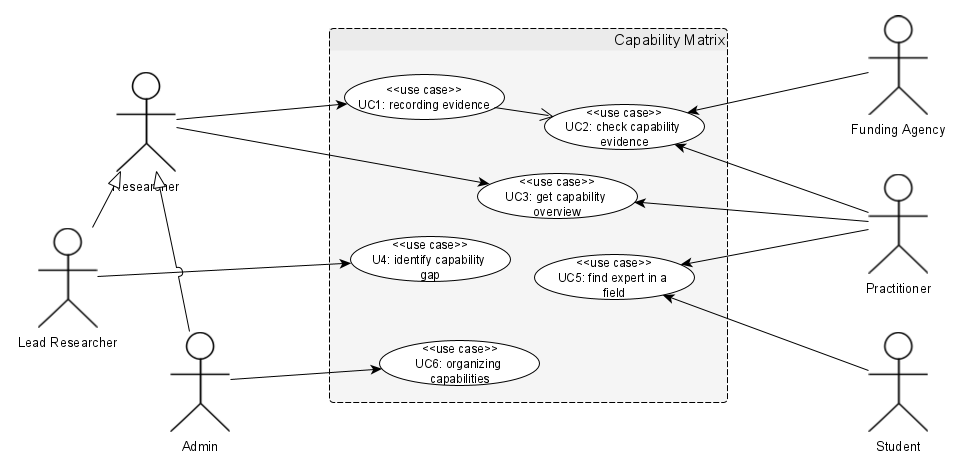 Capability Matrix
<<use case>>
UC1: recording evidence
<<use case>>
UC2: check capability
evidence
Funding Agency
Researcher
<<use case>>
UC3: get capability
overview
<<use case>>
U4: identify capability
gap
<<use case>>
UC5: find expert in a
field
Practitioner
Lead Researcher
<<use case>>
UC6: organizing
capabilities
Admin
Student